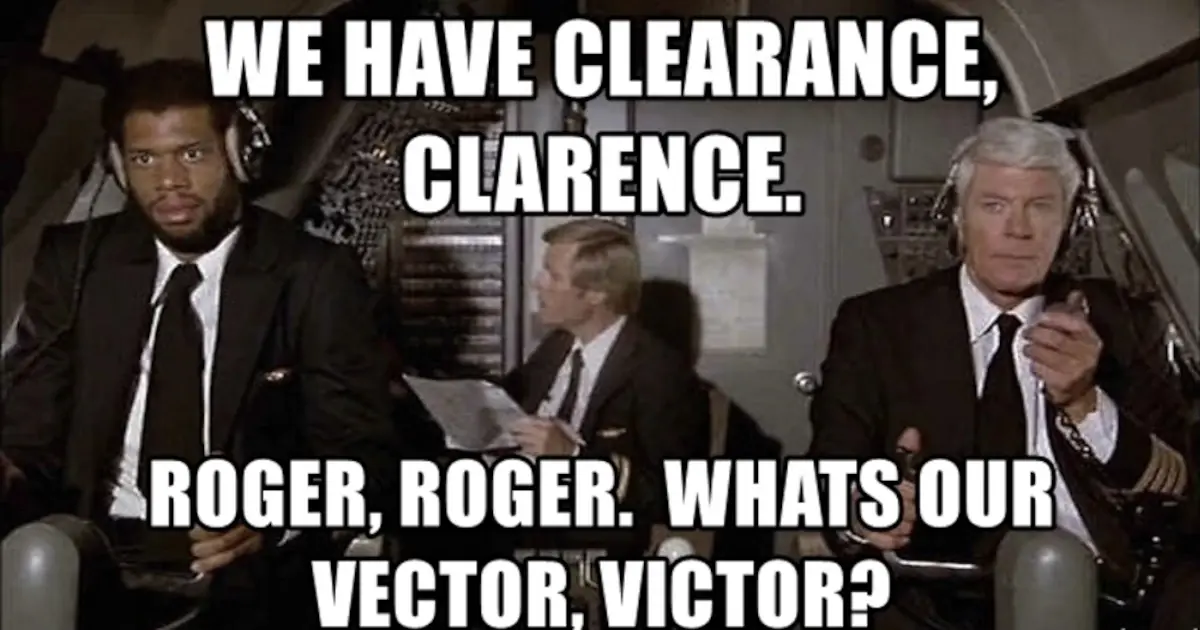 WE HAVE CLEARANCE,
CLARENCE.
ROGER, ROGER.  WHATS OUR
VECTOR, VICTOR?